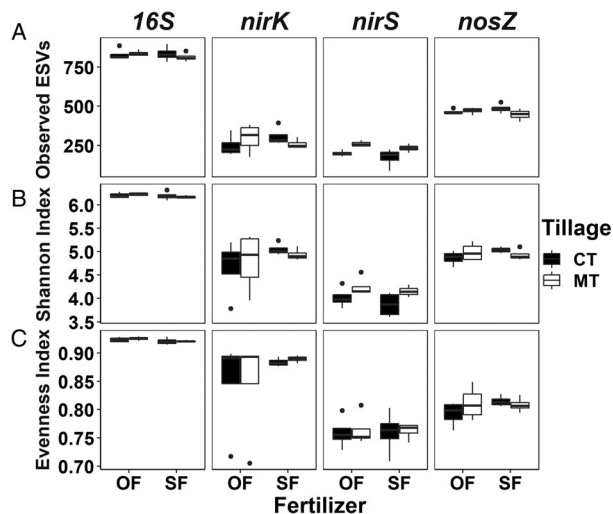 16S nirK nirS nosZ
A
Observed ESVs
750
500
250
B
Shannon Index
6.0
5.5
5.0
4.5
4.0
3.5
Tillage
CT
MT
C
Evenness Index
0.90
0.85
0.80
0.75
0.70
OF SF OF SF OF SF OF SF
Fertilizer